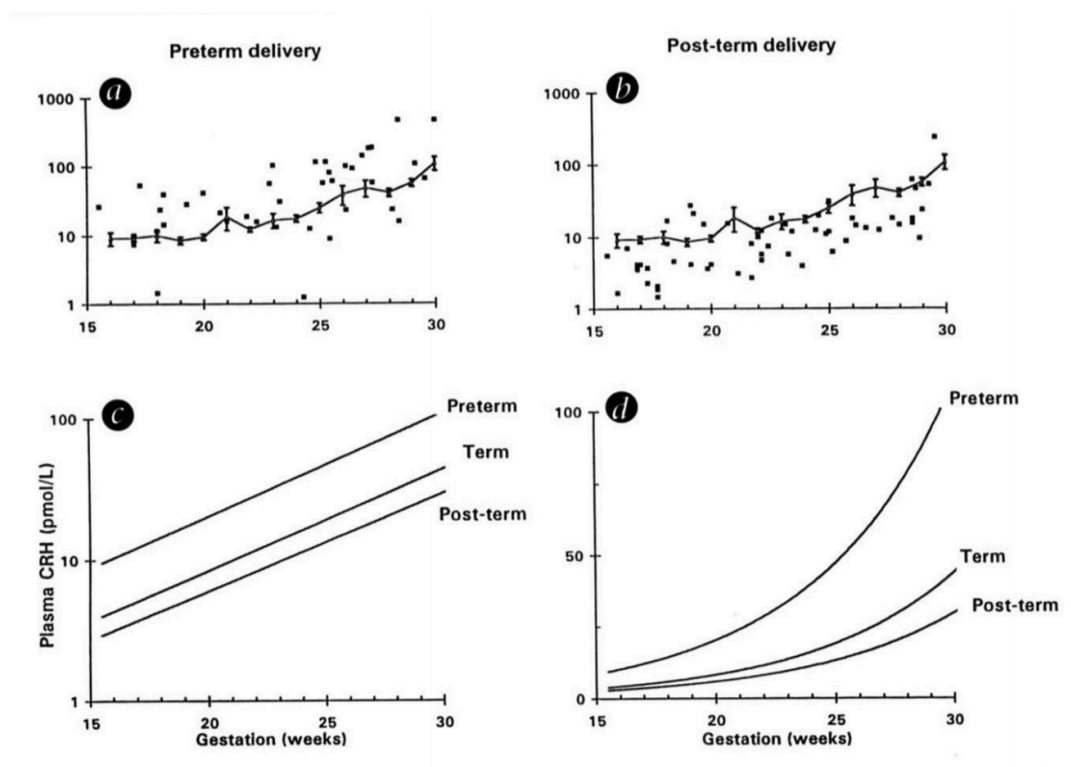 Preterm delivery
Post-term delivery
a
1000
100
10
1
15 20 25 30
b
1000
100
10
1
15 20 25 30
c
100
10
1
Plasma CRH (pmol/L)
Preterm
Term
Post-term
15 20 25 30
Gestation (weeks)
d
100
50
0
Preterm
Term
Post-term
15 20 25 30
Gestation (weeks)